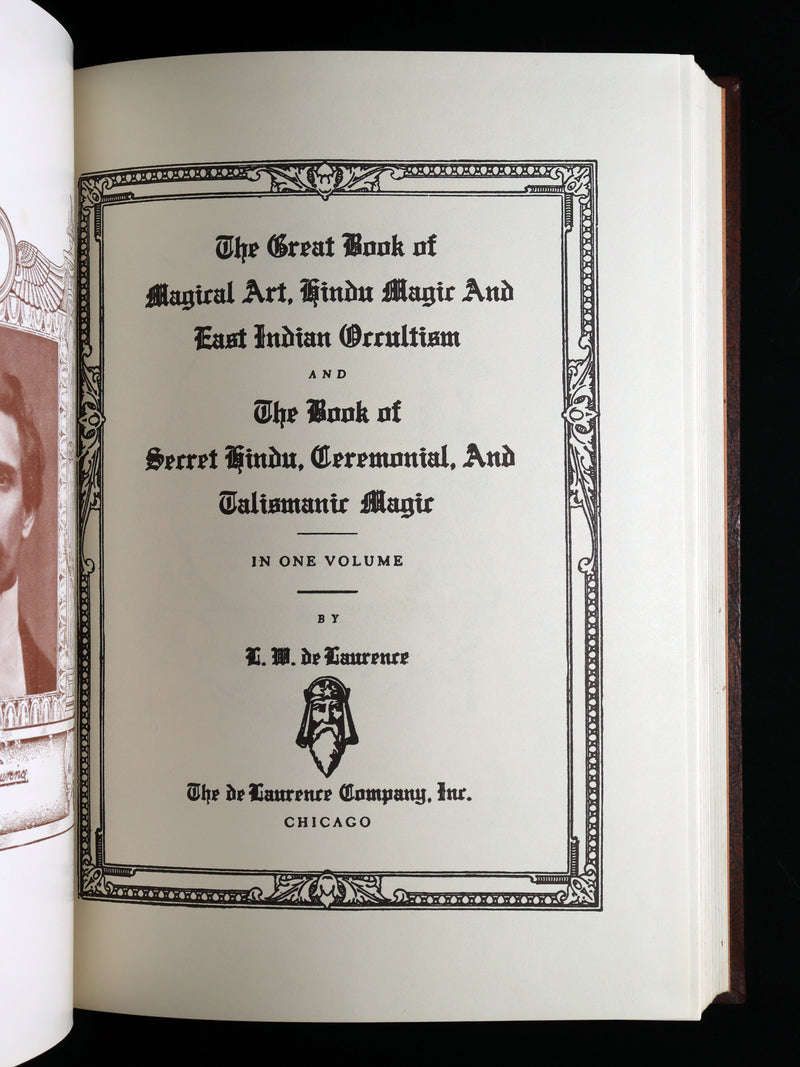 The Great Book of
Magical Art, Hindu Magic And
East Indian Occultism
AND
The Book of
Secret Hindu, Ceremonial, And
Talismanic Magic
IN ONE VOLUME
BY
L. W. de Laurence
The de Laurence Company, Inc.
CHICAGO